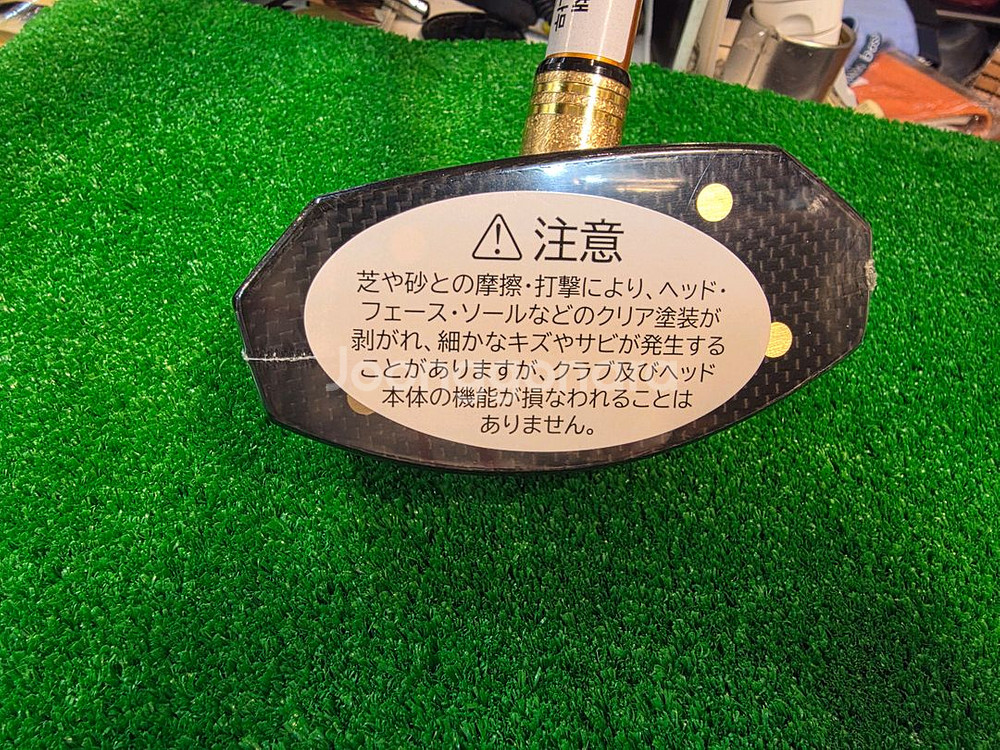 ⚠ 注意
芝や砂との摩擦・打撃により、ヘッド・
フェース・ソールなどのクリア塗装が
剥がれ、細かなキズやサビが発生する
ことがありますが、クラブ及びヘッド
本体の機能が損なわれることは
ありません。